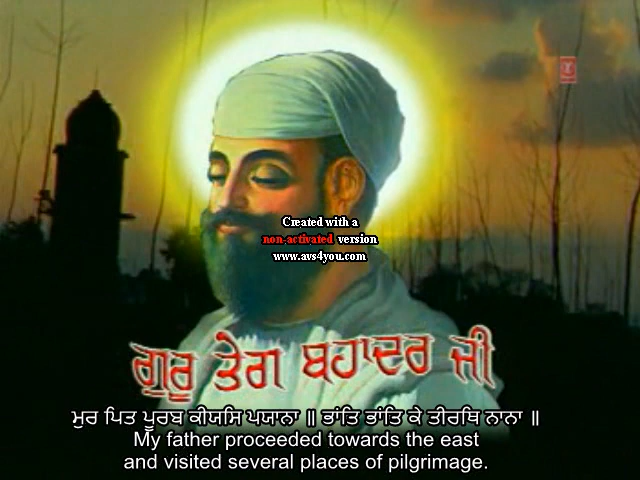 T
Created with a
non-activated version
www.avs4you.com
ਗੁਰੂ ਤੇਗ ਬਹਾਦਰ ਜੀ
ਮੁਰ ਪਿਤ ਪੂਰਬ ਕੀਯਸਿ ਪਯਾਨਾ ॥ ਭਾਂਤਿ ਭਾਂਤਿ ਕੇ ਤੀਰਥਿ ਨਾਨਾ ॥
My father proceeded towards the east
and visited several places of pilgrimage.